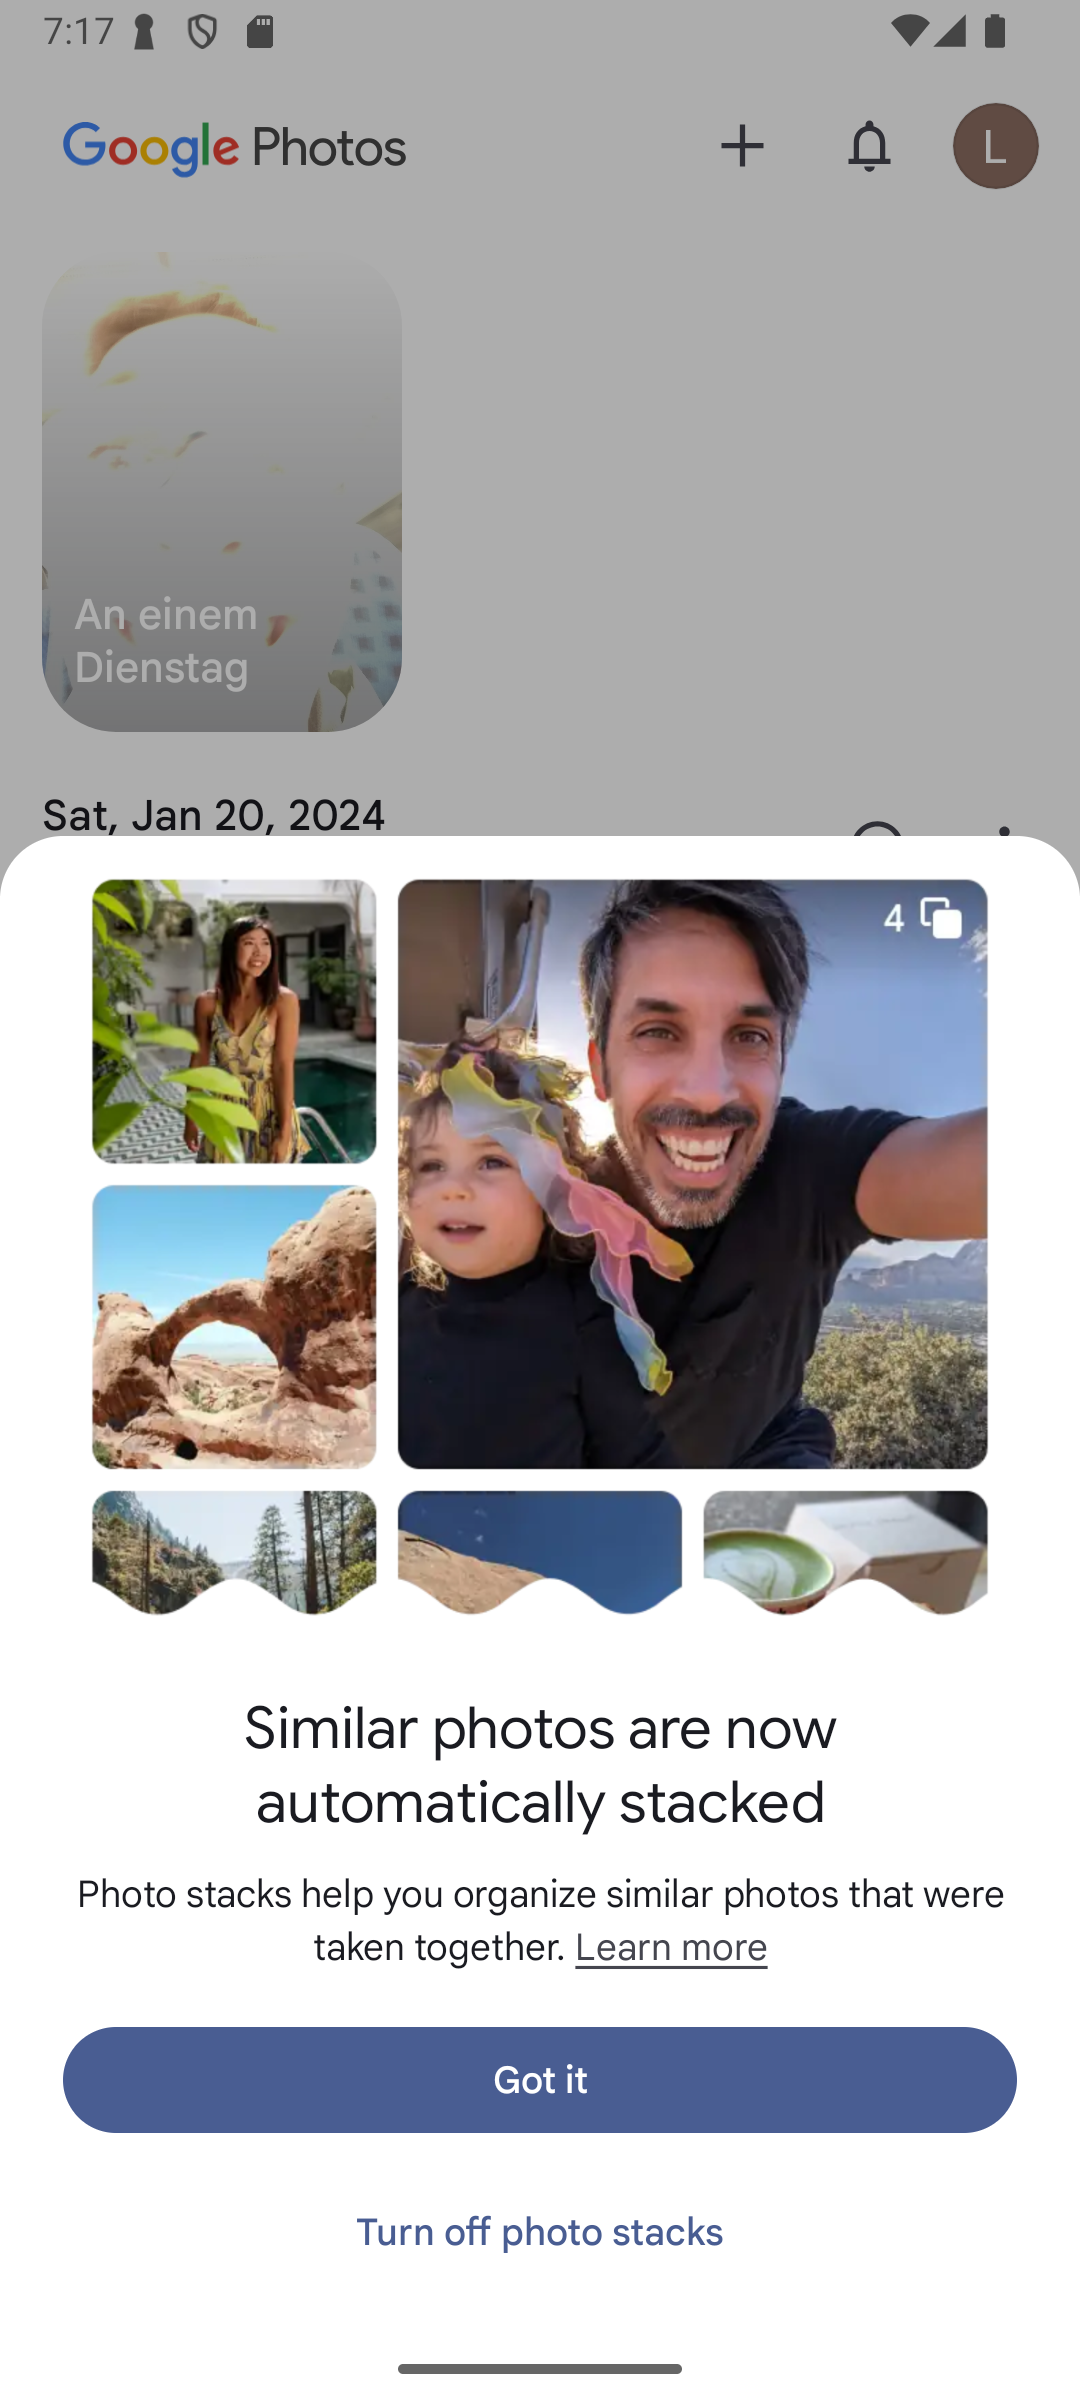 7:17
Google Photos
L
An einem
Dienstag
Sat, Jan 20, 2024
4
Similar photos are now
automatically stacked
Photo stacks help you organize similar photos that were
taken together. Learn more
Got it
Turn off photo stacks